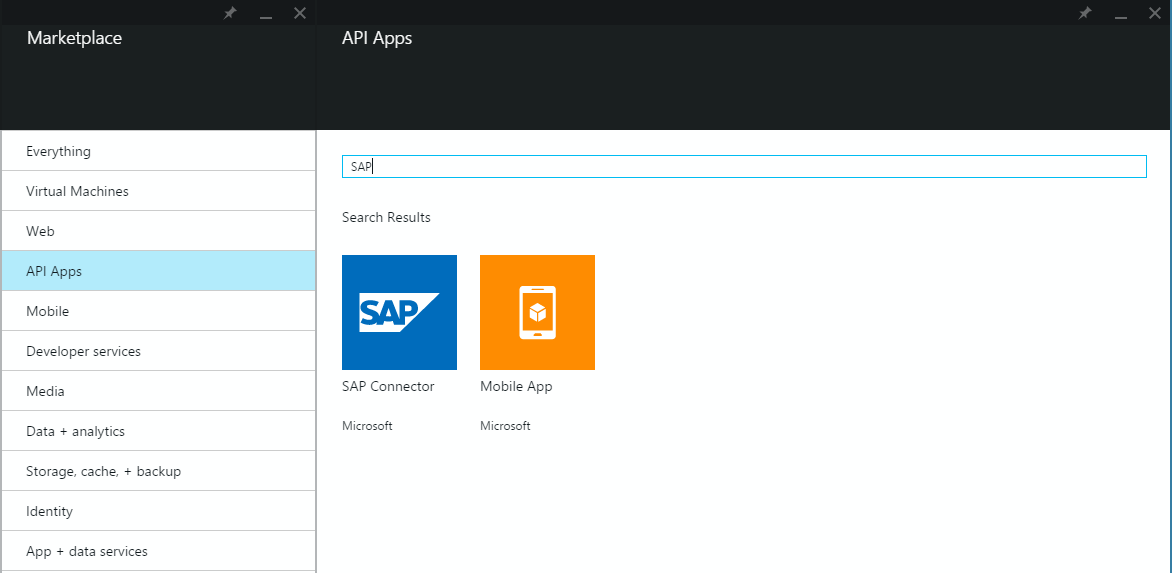 Marketplace
API Apps
Everything
Virtual Machines
Web
API Apps
Mobile
Developer services
Media
Data + analytics
Storage, cache, + backup
Identity
App + data services
SAP
Search Results
SAP
SAP Connector
Microsoft
Mobile App
Microsoft